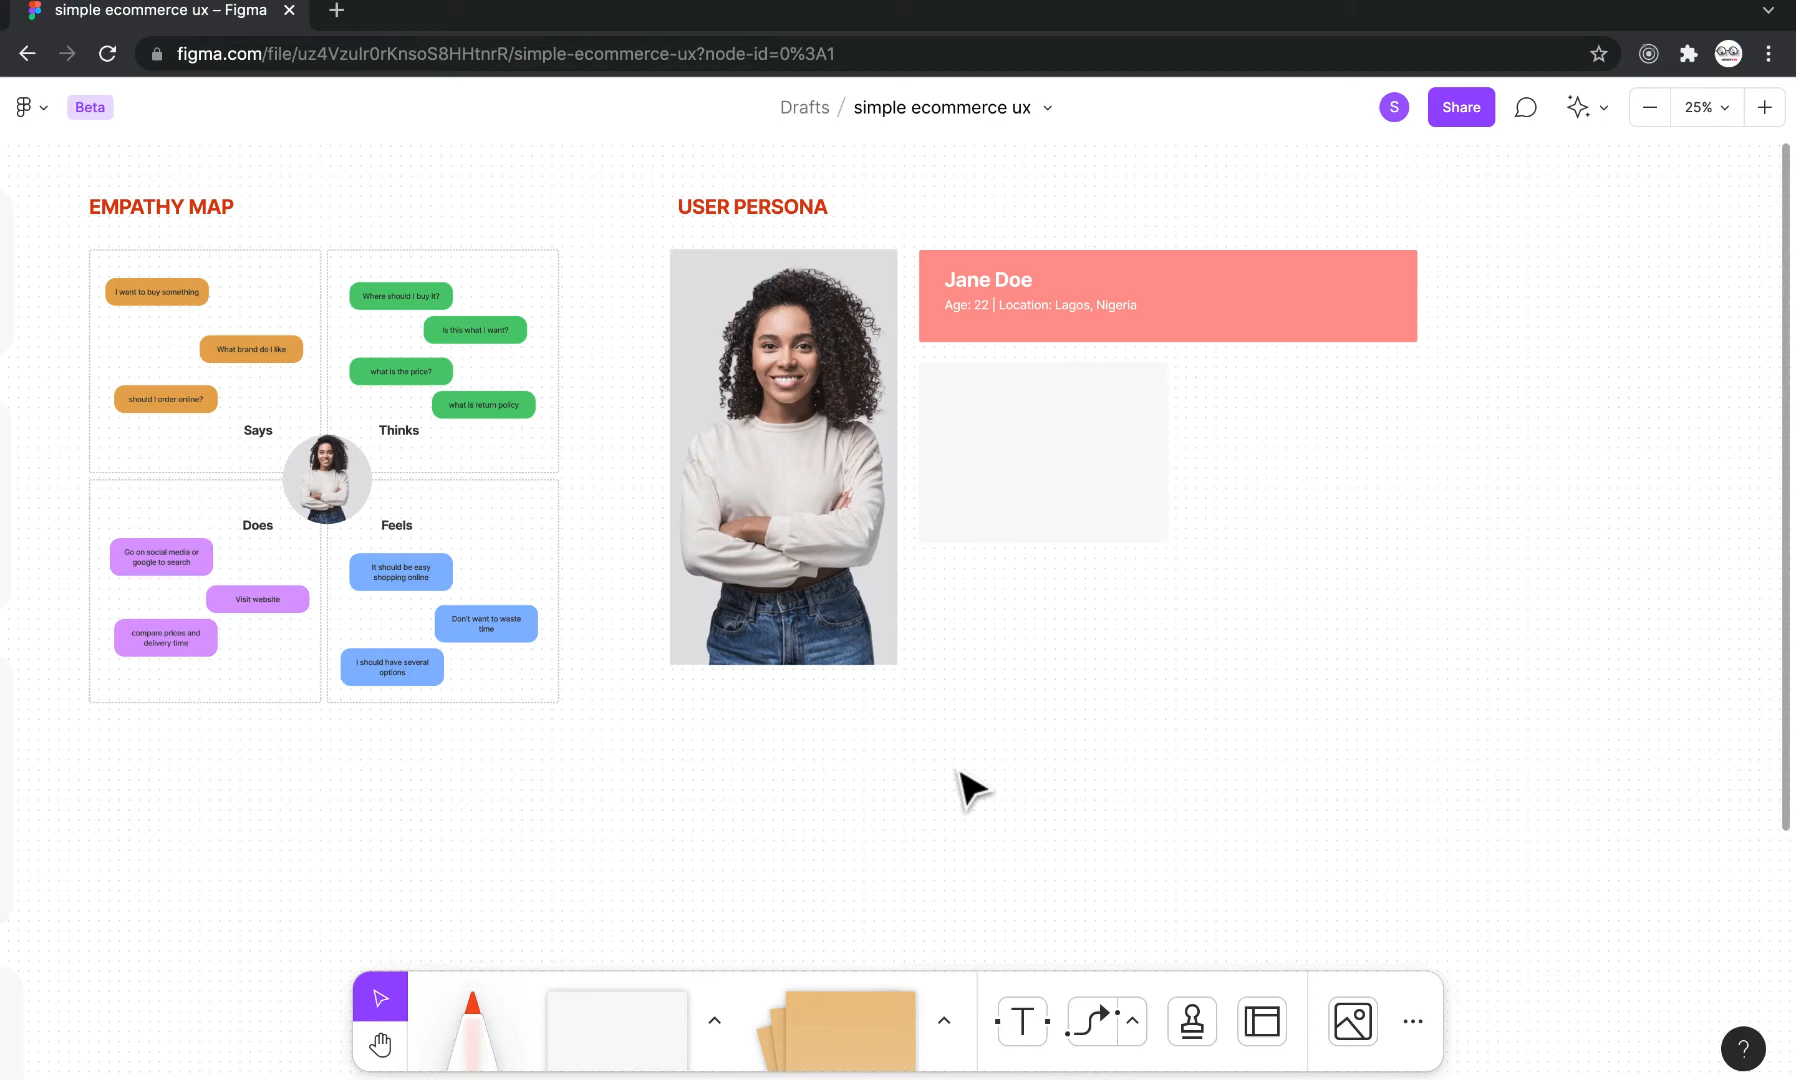 simple ecommerce ux – Figma
figma.com/file/uz4VzuIr0rKnsoS8HHtnrR/simple-ecommerce-ux?node-id=0%3A1
Beta
Drafts / simple ecommerce ux
S
Share
25%
EMPATHY MAP
I want to buy something
What brand do I like
should I order online?
Says
Where should I buy it?
Is this what I want?
what is the price?
what is return policy
Thinks
Does
Go on social media or
google to search
Visit website
compare prices and
delivery time
Feels
It should be easy
shopping online
Don't want to waste
time
I should have several
options
USER PERSONA
Jane Doe
Age: 22 | Location: Lagos, Nigeria
T
?